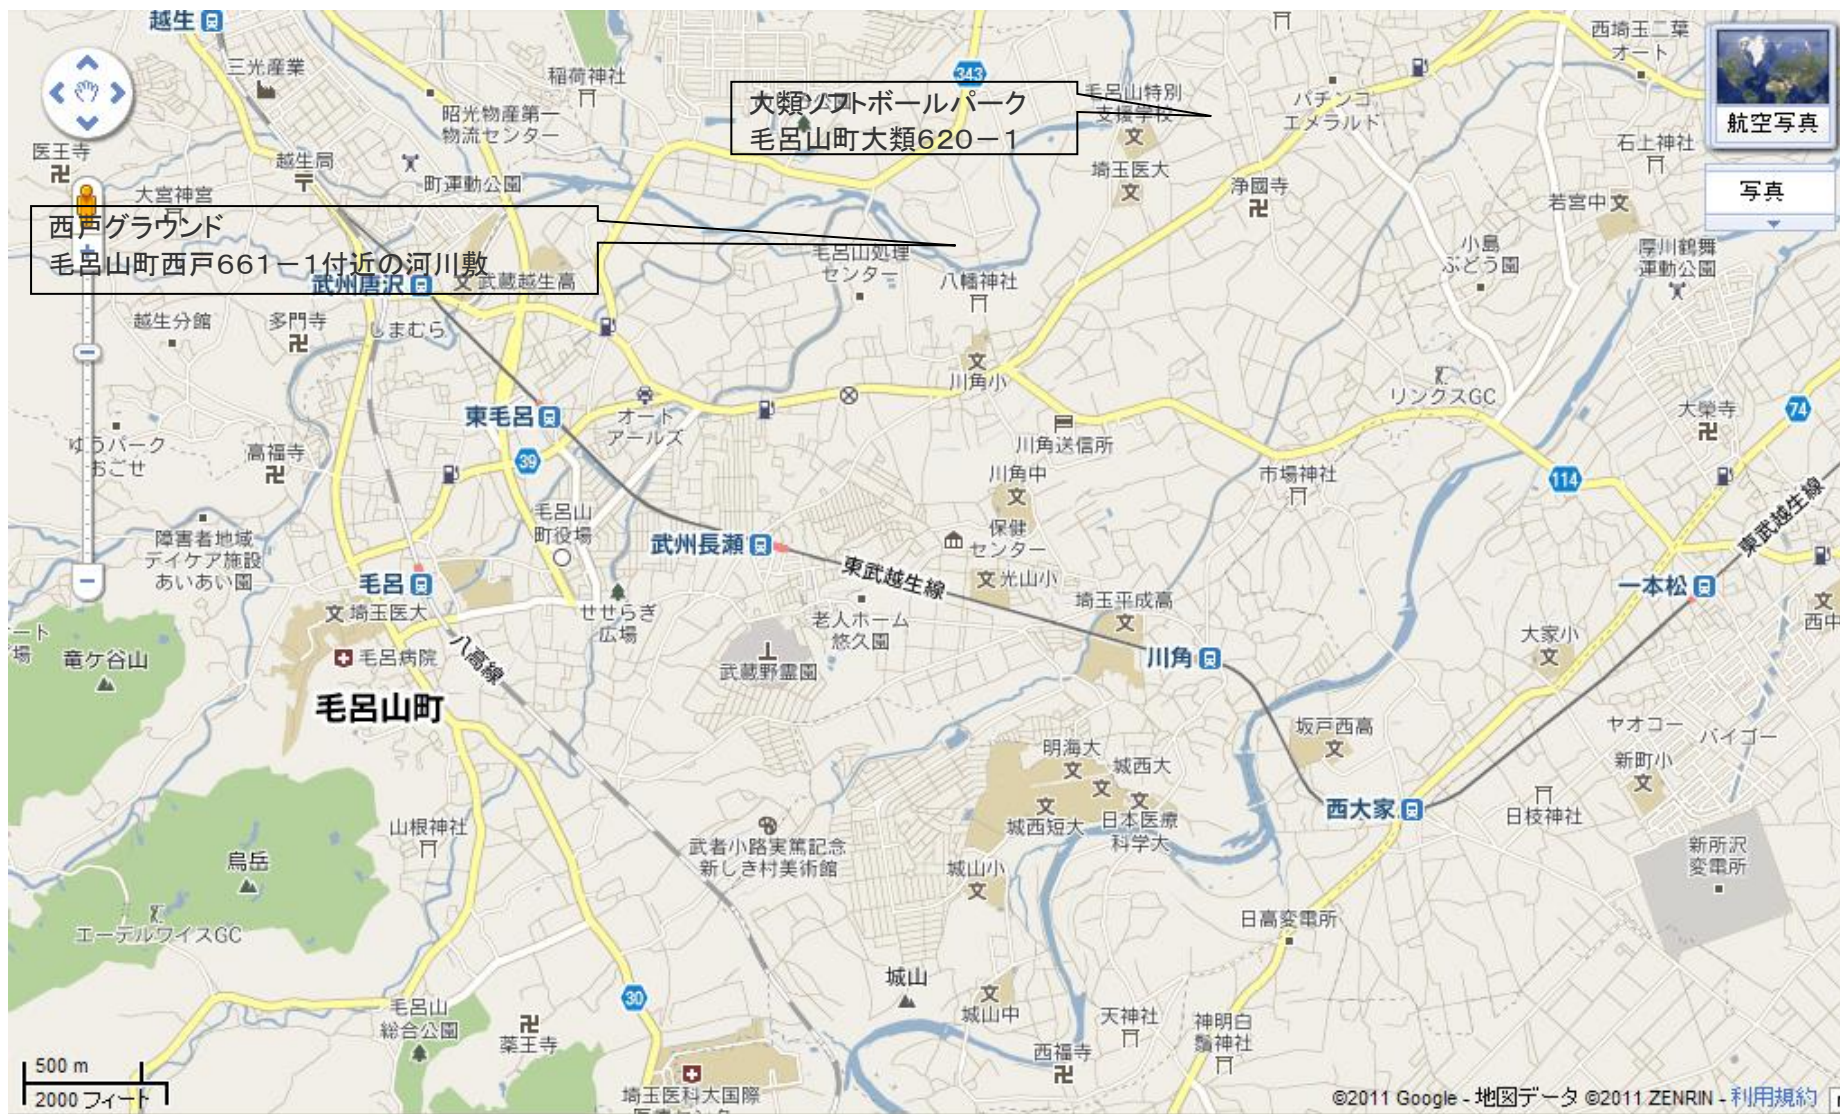 越生
三光産業
稲荷神社
343
大類ソフトボールパーク
毛呂山町大類620-1
毛呂山特別
支援学校
パチンコ
エメラルド
西埼玉二葉
オート
航空写真
写真
昭光物産第一
物流センター
医王寺
越生局
大宮神宮
町運動公園
埼玉医大
浄國寺
石上神社
若宮中
西戸グラウンド
毛呂山町西戸661-1付近の河川敷
武州唐沢
武蔵越生高
毛呂山処理
センター
八幡神社
小島
ぶどう園
厚川鶴舞
運動公園
越生分館
多門寺
しまむら
川角小
リンクスGC
大榮寺
74
東毛呂
オート
アールズ
ゆうパーク
おごせ
高福寺
39
川角送信所
川角中
市場神社
114
毛呂山
町役場
武州長瀬
保健
センター
東武越生線
東武越生線
障害者地域
デイケア施設
あいあい園
毛呂
埼玉医大
光山小
埼玉平成高
一本松
西中
せせらぎ
広場
老人ホーム
悠久園
大家小
ート
場
竜ケ谷山
毛呂病院
八高線
武蔵野霊園
川角
毛呂山町
坂戸西高
ヤオコー
バイゴー
明海大
城西大
新町小
城西短大
日本医療
科学大
西大家
日枝神社
山根神社
武者小路実篤記念
新しき村美術館
烏岳
城山小
新所沢
変電所
エーデルワイスGC
日高変電所
城山
30
毛呂山
総合公園
薬王寺
城山中
天神社
神明白
鬚神社
西福寺
埼玉医科大国際
500 m
2000 フィート
©2011 Google - 地図データ ©2011 ZENRIN - 利用規約